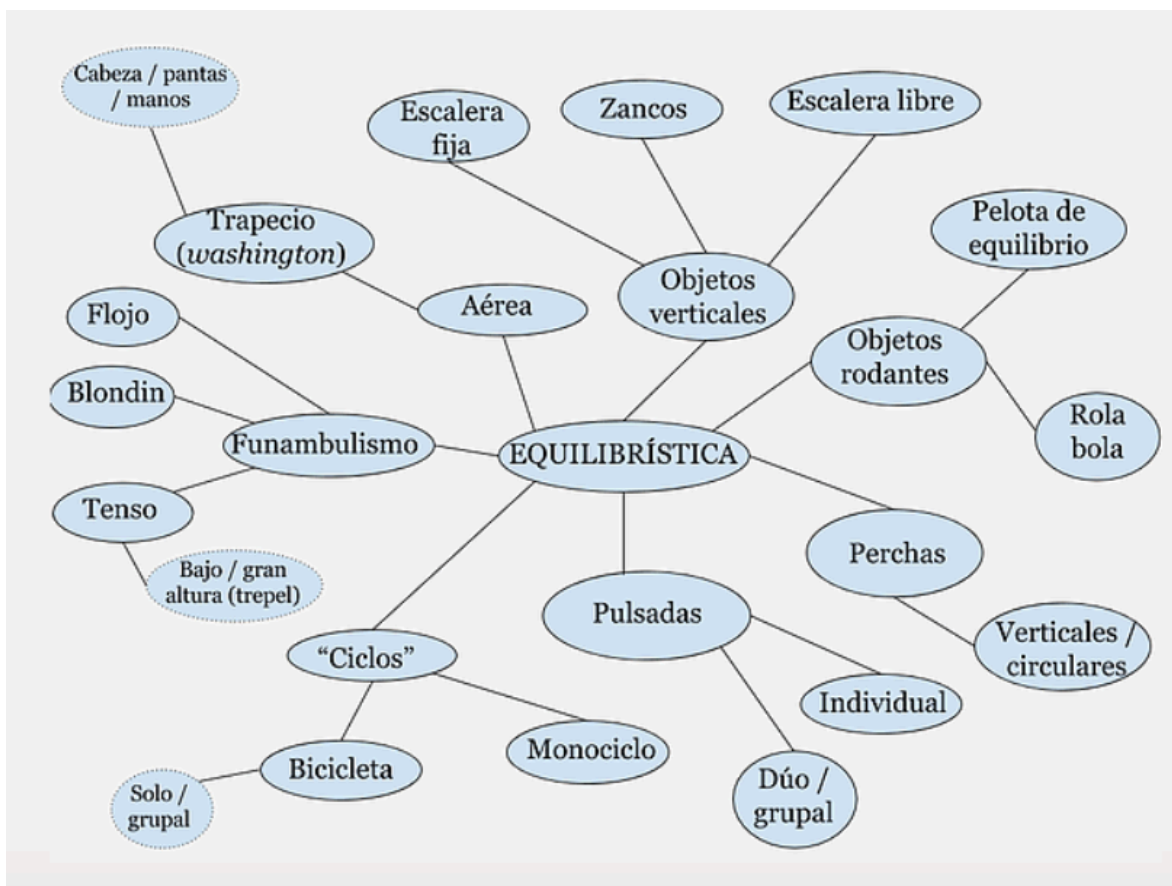 Cabeza / pantas
/ manos
Escalera
fija
Zancos
Escalera libre
Trapecio
(washington)
Pelota de
equilibrio
Aérea
Objetos
verticales
Flojo
Objetos
rodantes
Blondin
Rola
bola
Funambulismo
EQUILIBRÍSTICA
Tenso
Perchas
Bajo / gran
altura (trepel)
Pulsadas
Verticales /
circulares
“Ciclos”
Individual
Monociclo
Bicicleta
Dúo /
grupal
Solo /
grupal